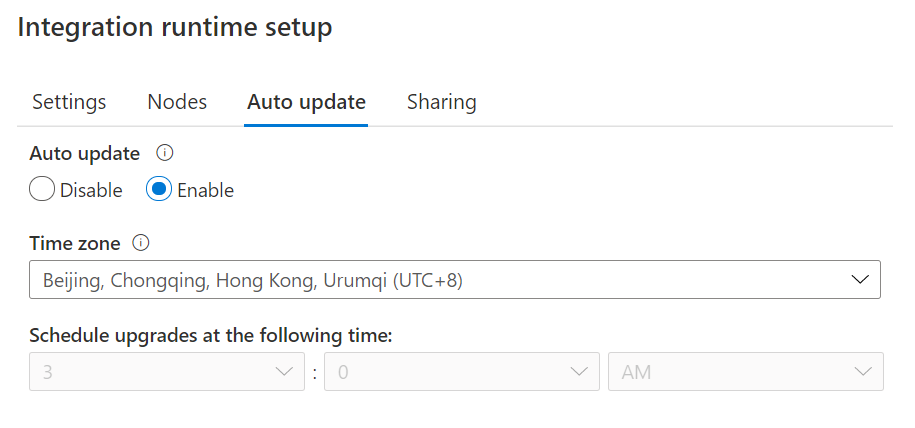 Integration runtime setup
Settings Nodes Auto update Sharing
Auto update
Disable Enable
Time zone
Beijing, Chongqing, Hong Kong, Urumqi (UTC+8)
Schedule upgrades at the following time:
3 : 0 AM